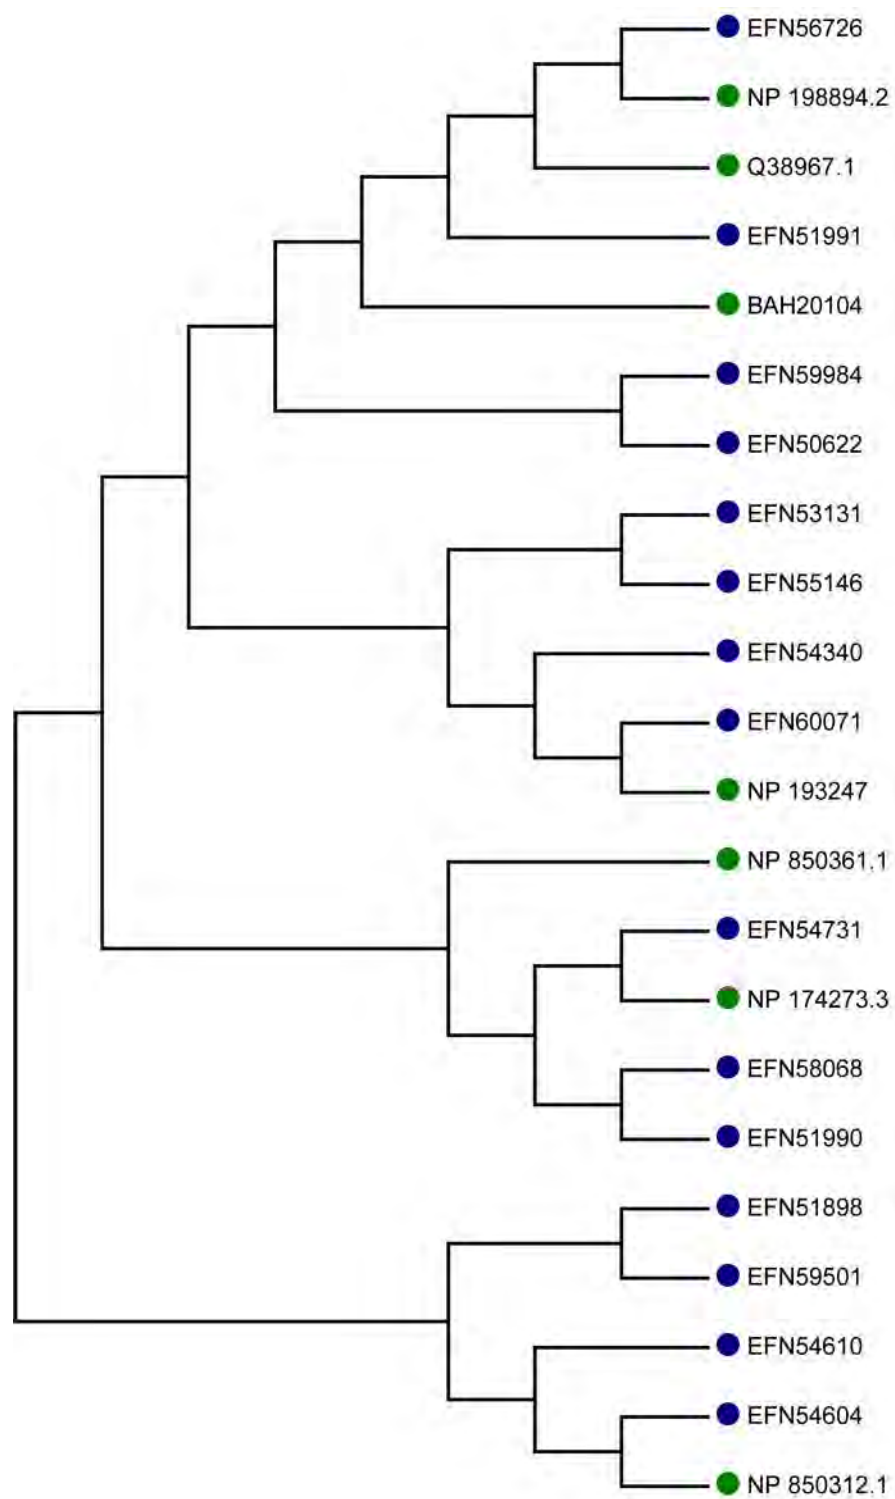 EFN56726
NP 198894.2
Q38967.1
EFN51991
BAH20104
EFN59984
EFN50622
EFN53131
EFN55146
EFN54340
EFN60071
NP 193247
NP 850361.1
EFN54731
NP 174273.3
EFN58068
EFN51990
EFN51898
EFN59501
EFN54610
EFN54604
NP 850312.1